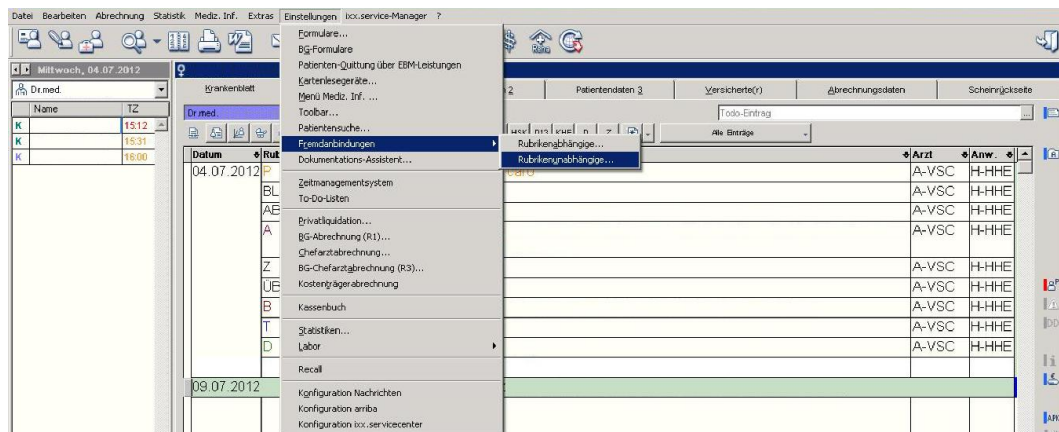 Datei Bearbeiten Abrechnung Statistik Mediz. Inf. Extras Einstellungen ixx.service-Manager ?
Mittwoch, 04.07.2012
Dr.med.
Name TZ
K 15:12
K 15:31
K 16:00
Krankenblatt
2 Patientendaten 3 Versicherte(r) Abrechnungsdaten Scheinrückseite
Dr.med.
Todo-Eintrag
D Z Alle Einträge
Datum Rub
Arzt Anw.
04.07.2012 P
A-VSC H-HHE
BL A-VSC H-HHE
AB A-VSC H-HHE
A A-VSC H-HHE
Z A-VSC H-HHE
ÜB A-VSC H-HHE
B A-VSC H-HHE
T A-VSC H-HHE
D A-VSC H-HHE
09.07.2012
Formulare...
BG-Formulare
Patienten-Quittung über EBM-Leistungen
Kartenlesegeräte...
Menü Mediz. Inf. ...
Toolbar...
Patientensuche...
Fremdanbindungen
Dokumentations-Assistent...
Zeitmanagementsystem
To-Do-Listen
Privatliquidation...
BG-Abrechnung (R1)...
Chefarztabrechnung...
BG-Chefarztabrechnung (R3)...
Kostenträgerabrechnung
Kassenbuch
Statistiken...
Labor
Recall
Konfiguration Nachrichten
Konfiguration arriba
Konfiguration ixx.servicecenter
Rubrikenabhängige...
Rubrikenunabhängige...